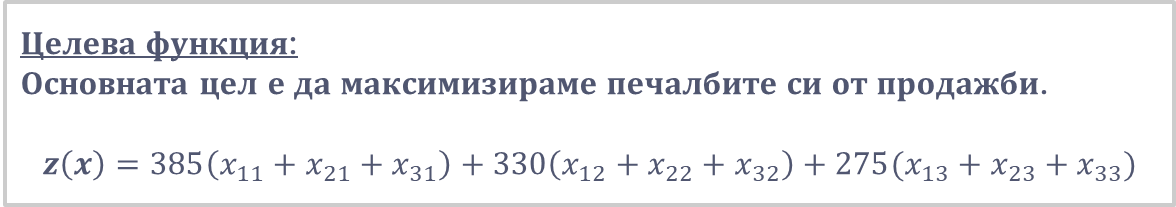 Целева функция:
Основната цел е да максимизираме печалбите си от продажби.
z(x) = 385(x₁₁ + x₂₁ + x₃₁) + 330(x₁₂ + x₂₂ + x₃₂) + 275(x₁₃ + x₂₃ + x₃₃)